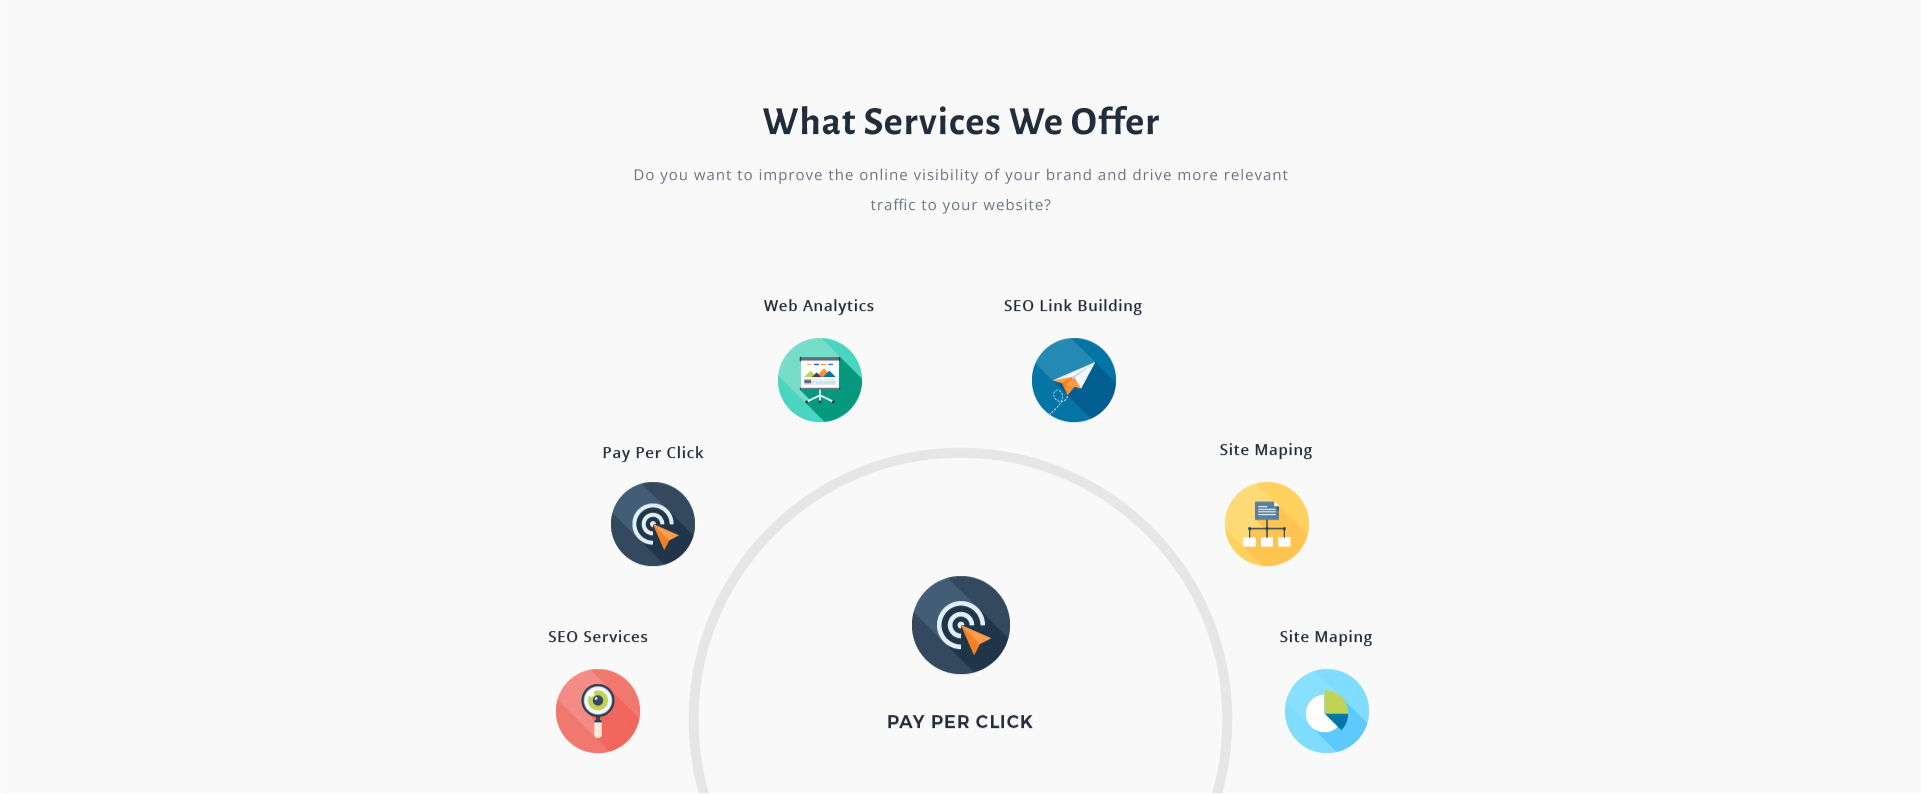 What Services We Offer
Do you want to improve the online visibility of your brand and drive more relevant
traffic to your website?
Web Analytics
SEO Link Building
Pay Per Click
Site Maping
SEO Services
Site Maping
PAY PER CLICK